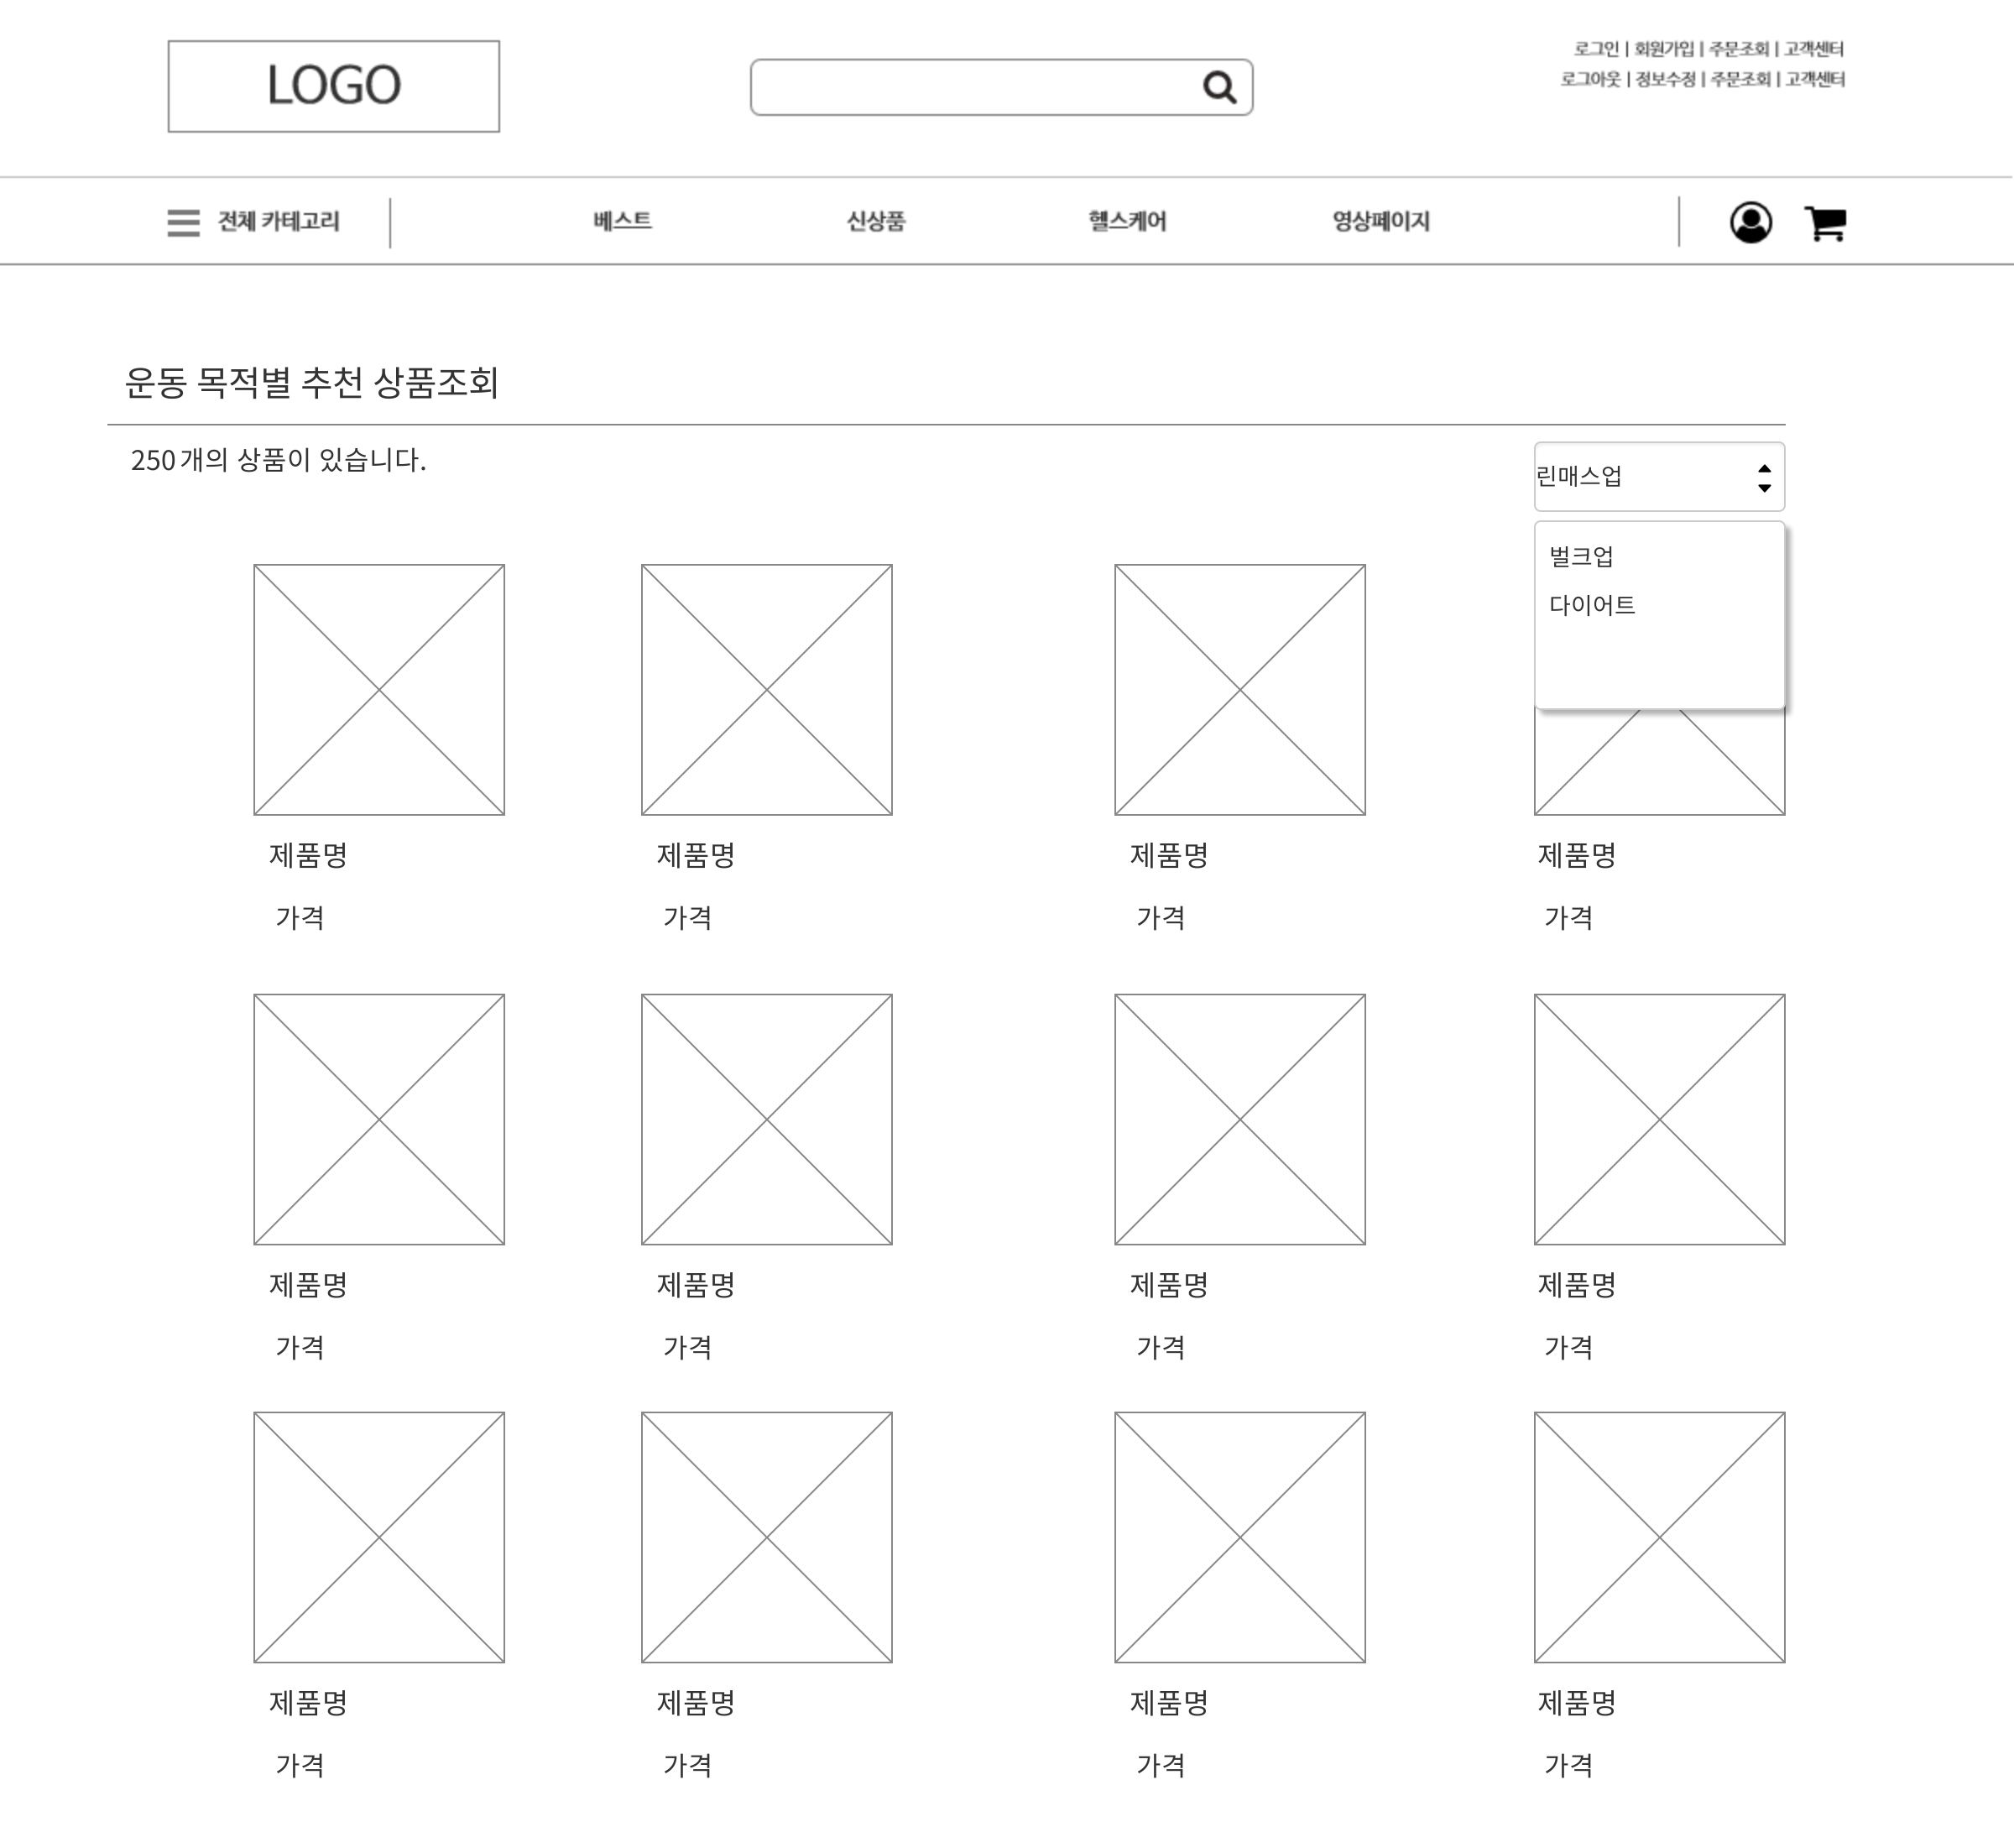 LOGO
로그인 | 회원가입 | 주문조회 | 고객센터
로그아웃 | 정보수정 | 주문조회 | 고객센터
전체 카테고리 베스트 신상품 헬스케어 영상페이지
운동 목적별 추천 상품조회
250개의 상품이 있습니다.
린매스업
벌크업
다이어트
제품명 제품명 제품명 제품명
가격 가격 가격 가격
제품명 제품명 제품명 제품명
가격 가격 가격 가격
제품명 제품명 제품명 제품명
가격 가격 가격 가격